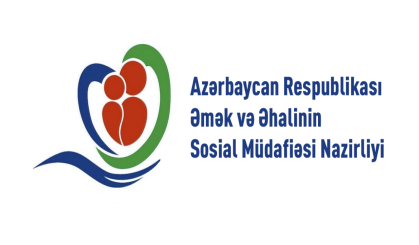 Azərbaycan Respublikası
Əmək və Əhalinin
Sosial Müdafiəsi Nazirliyi